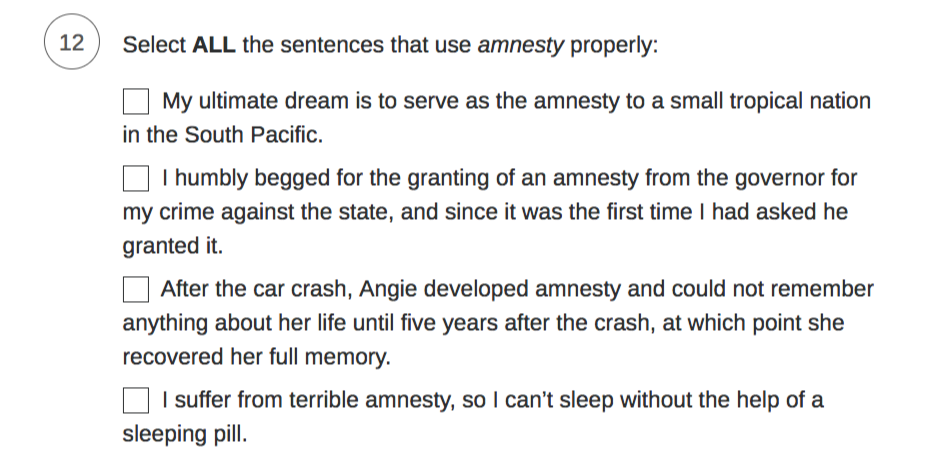 12
Select ALL the sentences that use amnesty properly:
My ultimate dream is to serve as the amnesty to a small tropical nation
in the South Pacific.
I humbly begged for the granting of an amnesty from the governor for
my crime against the state, and since it was the first time I had asked he
granted it.
After the car crash, Angie developed amnesty and could not remember
anything about her life until five years after the crash, at which point she
recovered her full memory.
I suffer from terrible amnesty, so I can't sleep without the help of a
sleeping pill.